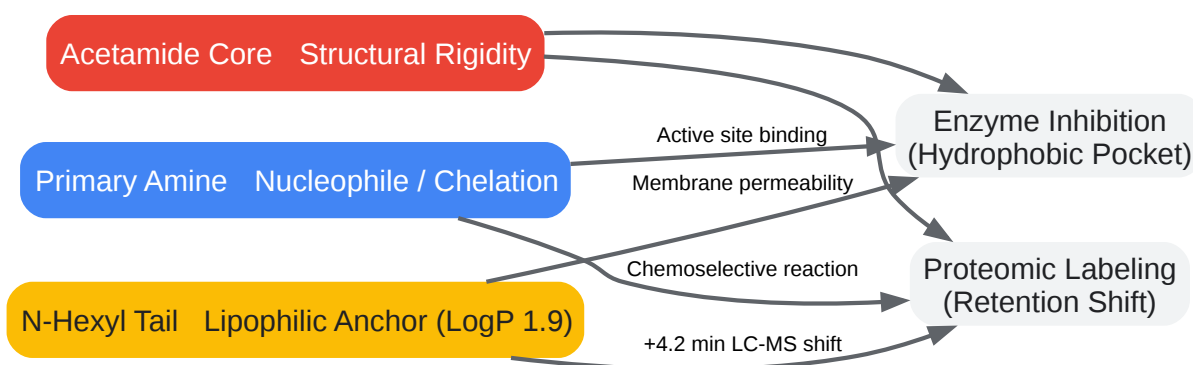 Acetamide Core Structural Rigidity
Enzyme Inhibition
(Hydrophobic Pocket)
Active site binding
Primary Amine Nucleophile / Chelation
Membrane permeability
Chemoselective reaction
Proteomic Labeling
(Retention Shift)
N-Hexyl Tail Lipophilic Anchor (LogP 1.9)
+4.2 min LC-MS shift